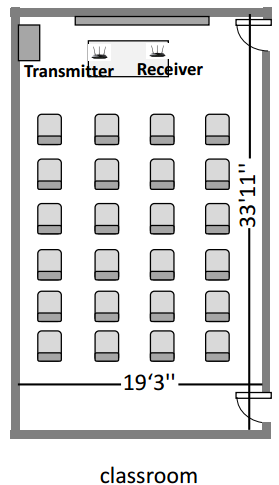 Transmitter Receiver
33'11''
19‘3''
classroom